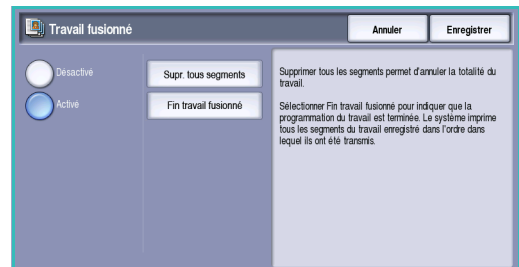 Travail fusionné
Annuler
Enregistrer
Désactivé
Activé
Supr. tous segments
Fin travail fusionné
Supprimer tous les segments permet d'annuler la totalité du
travail.
Sélectionner Fin travail fusionné pour indiquer que la
programmation du travail est terminée. Le système imprime
tous les segments du travail enregistré dans l'ordre dans
lequel ils ont été transmis.